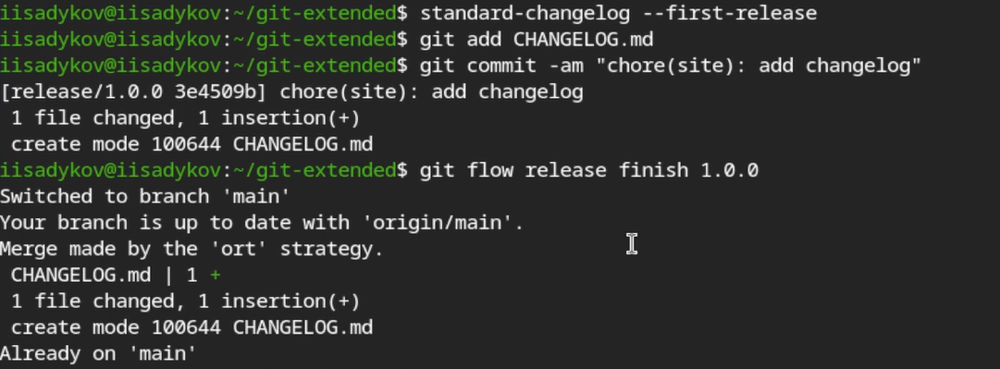 iisadykov@iisadykov:~/git-extended$ standard-changelog --first-release
iisadykov@iisadykov:~/git-extended$ git add CHANGELOG.md
iisadykov@iisadykov:~/git-extended$ git commit -am "chore(site): add changelog"
[release/1.0.0 3e4509b] chore(site): add changelog
 1 file changed, 1 insertion(+)
 create mode 100644 CHANGELOG.md
iisadykov@iisadykov:~/git-extended$ git flow release finish 1.0.0
Switched to branch 'main'
Your branch is up to date with 'origin/main'.
Merge made by the 'ort' strategy.
 CHANGELOG.md | 1 +
 1 file changed, 1 insertion(+)
 create mode 100644 CHANGELOG.md
Already on 'main'